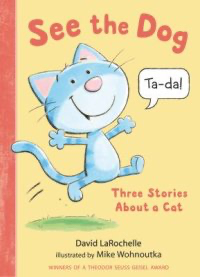 See the Dog
Ta-da!
Three Stories
About a Cat
David LaRochelle
illustrated by Mike Wohnoutka
WINNERS OF A THEODOR SEUSS GEISEL AWARD